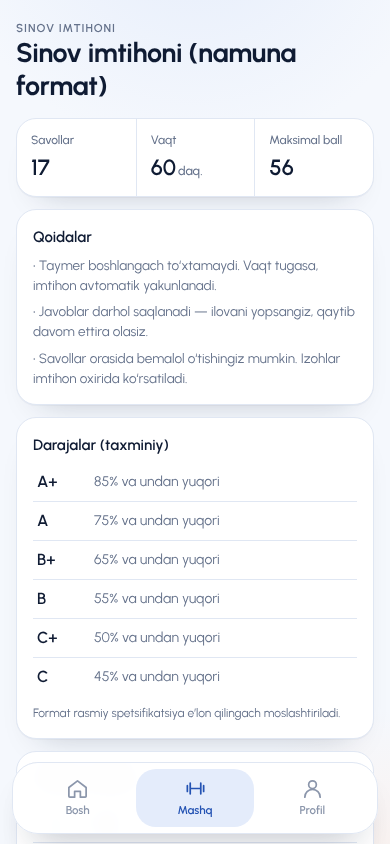 SINOV IMTIHONI
Sinov imtihoni (namuna
format)
Savollar
Vaqt
Maksimal ball
17
60 daq.
56
Qoidalar
· Taymer boshlangach to‘xtamaydi. Vaqt tugasa,
imtihon avtomatik yakunlanadi.
· Javoblar darhol saqlanadi — ilovani yopsangiz, qaytib
davom ettira olasiz.
· Savollar orasida bemalol o‘tishingiz mumkin. Izohlar
imtihon oxirida ko‘rsatiladi.
Darajalar (taxminiy)
A+ 85% va undan yuqori
A 75% va undan yuqori
B+ 65% va undan yuqori
B 55% va undan yuqori
C+ 50% va undan yuqori
C 45% va undan yuqori
Format rasmiy spetsifikatsiya e’lon qilingach moslashtiriladi.
Bosh
Mashq
Profil